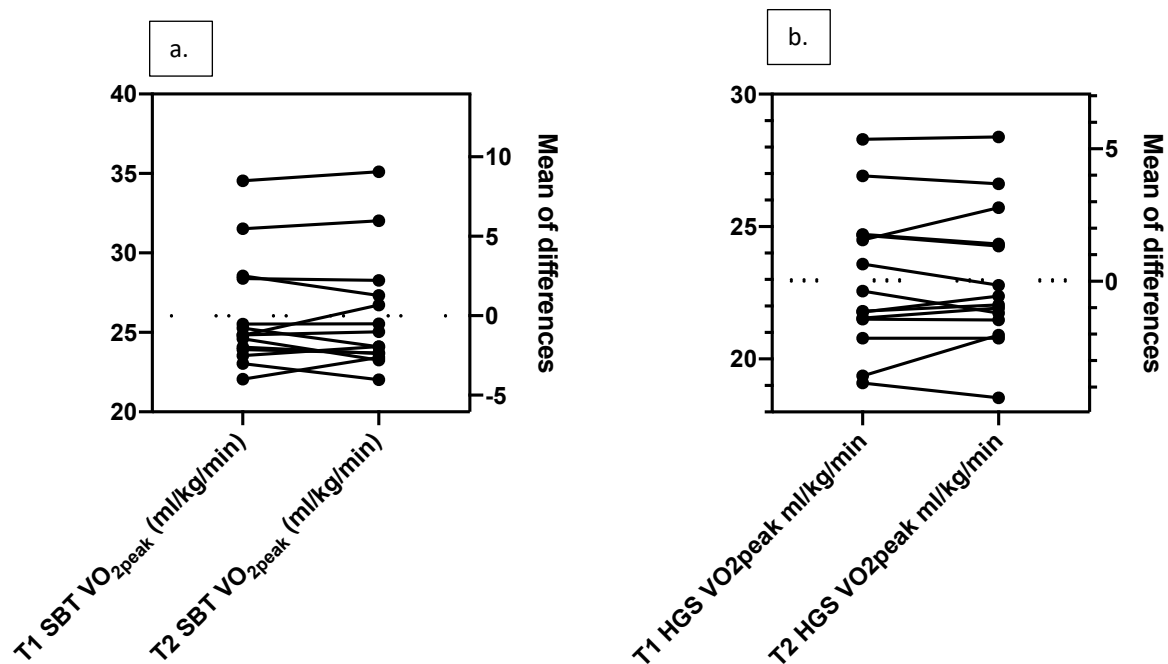 a.
40
35
30
25
20
10
5
0
-5
Mean of differences
T1 SBT VO2peak (ml/kg/min)
T2 SBT VO2peak (ml/kg/min)
b.
30
25
20
5
0
Mean of differences
T1 HGS VO2peak ml/kg/min
T2 HGS VO2peak ml/kg/min